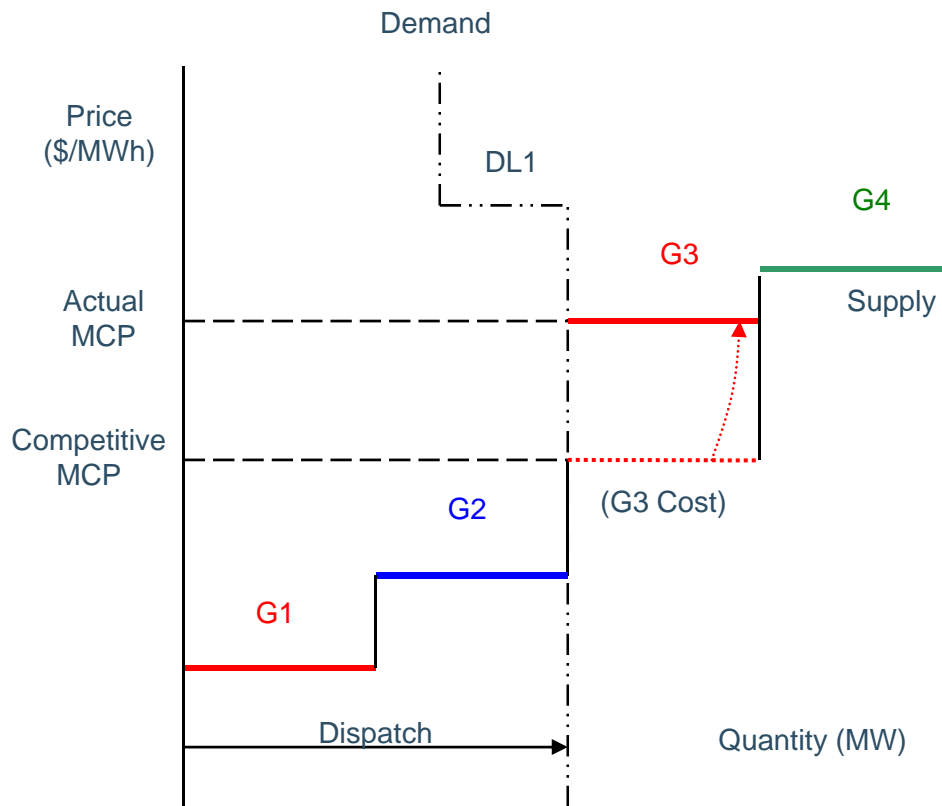 Demand
Price
($/MWh)
DL1
G4
G3
Actual
MCP
Supply
Competitive
MCP
(G3 Cost)
G2
G1
Dispatch
Quantity (MW)